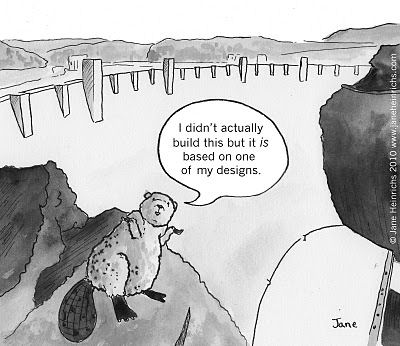 I didn't actually
build this but it is
based on one
of my designs.
Jane
© Jane Heinrichs 2010 www.janeheinrichs.com